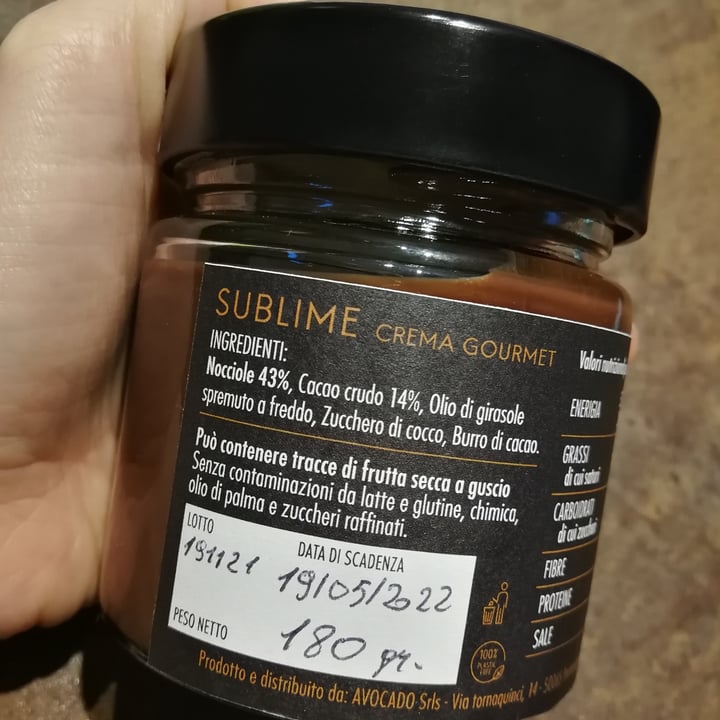 SUBLIME CREMA GOURMET
INGREDIENTI:
Nocciole 43%, Cacao crudo 14%, Olio di girasole
spremuto a freddo, Zucchero di cocco, Burro di cacao.
Può contenere tracce di frutta secca a guscio
Senza contaminazioni da latte e glutine, chimica,
olio di palma e zuccheri raffinati.
LOTTO
191121
DATA DI SCADENZA
19/05/2022
PESO NETTO
180 gr.
100%
PLASTIC
FREE
Prodotto e distribuito da: AVOCADO Srls - Via tornaquinci, 14 -
Valori
ENERGIA
GRASSI
di cui saturi
CARBOIDRATI
di cui zuccheri
FIBRE
PROTEINE
SALE